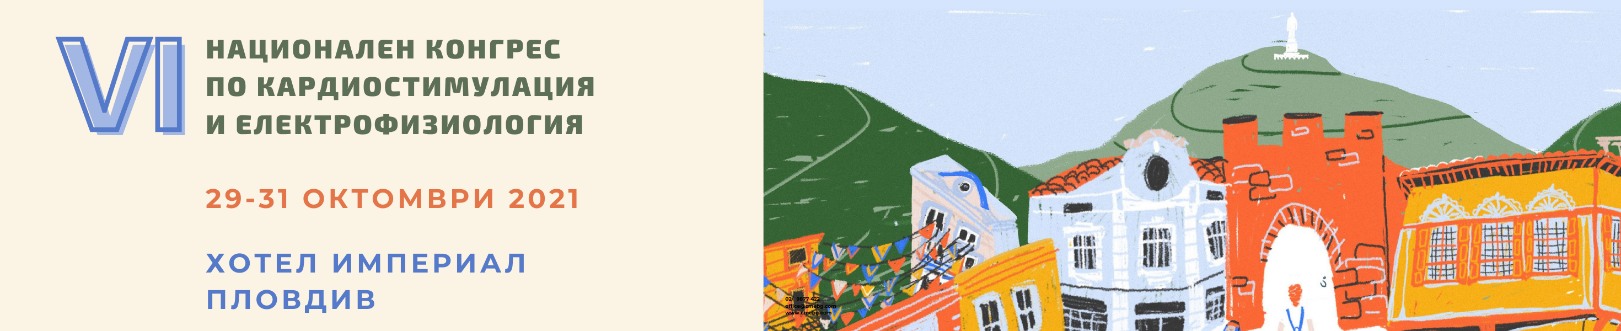 VI
НАЦИОНАЛЕН КОНГРЕС
ПО КАРДИОСТИМУЛАЦИЯ
И ЕЛЕКТРОФИЗИОЛОГИЯ
29-31 ОКТОМВРИ 2021
ХОТЕЛ ИМПЕРИАЛ
ПЛОВДИВ